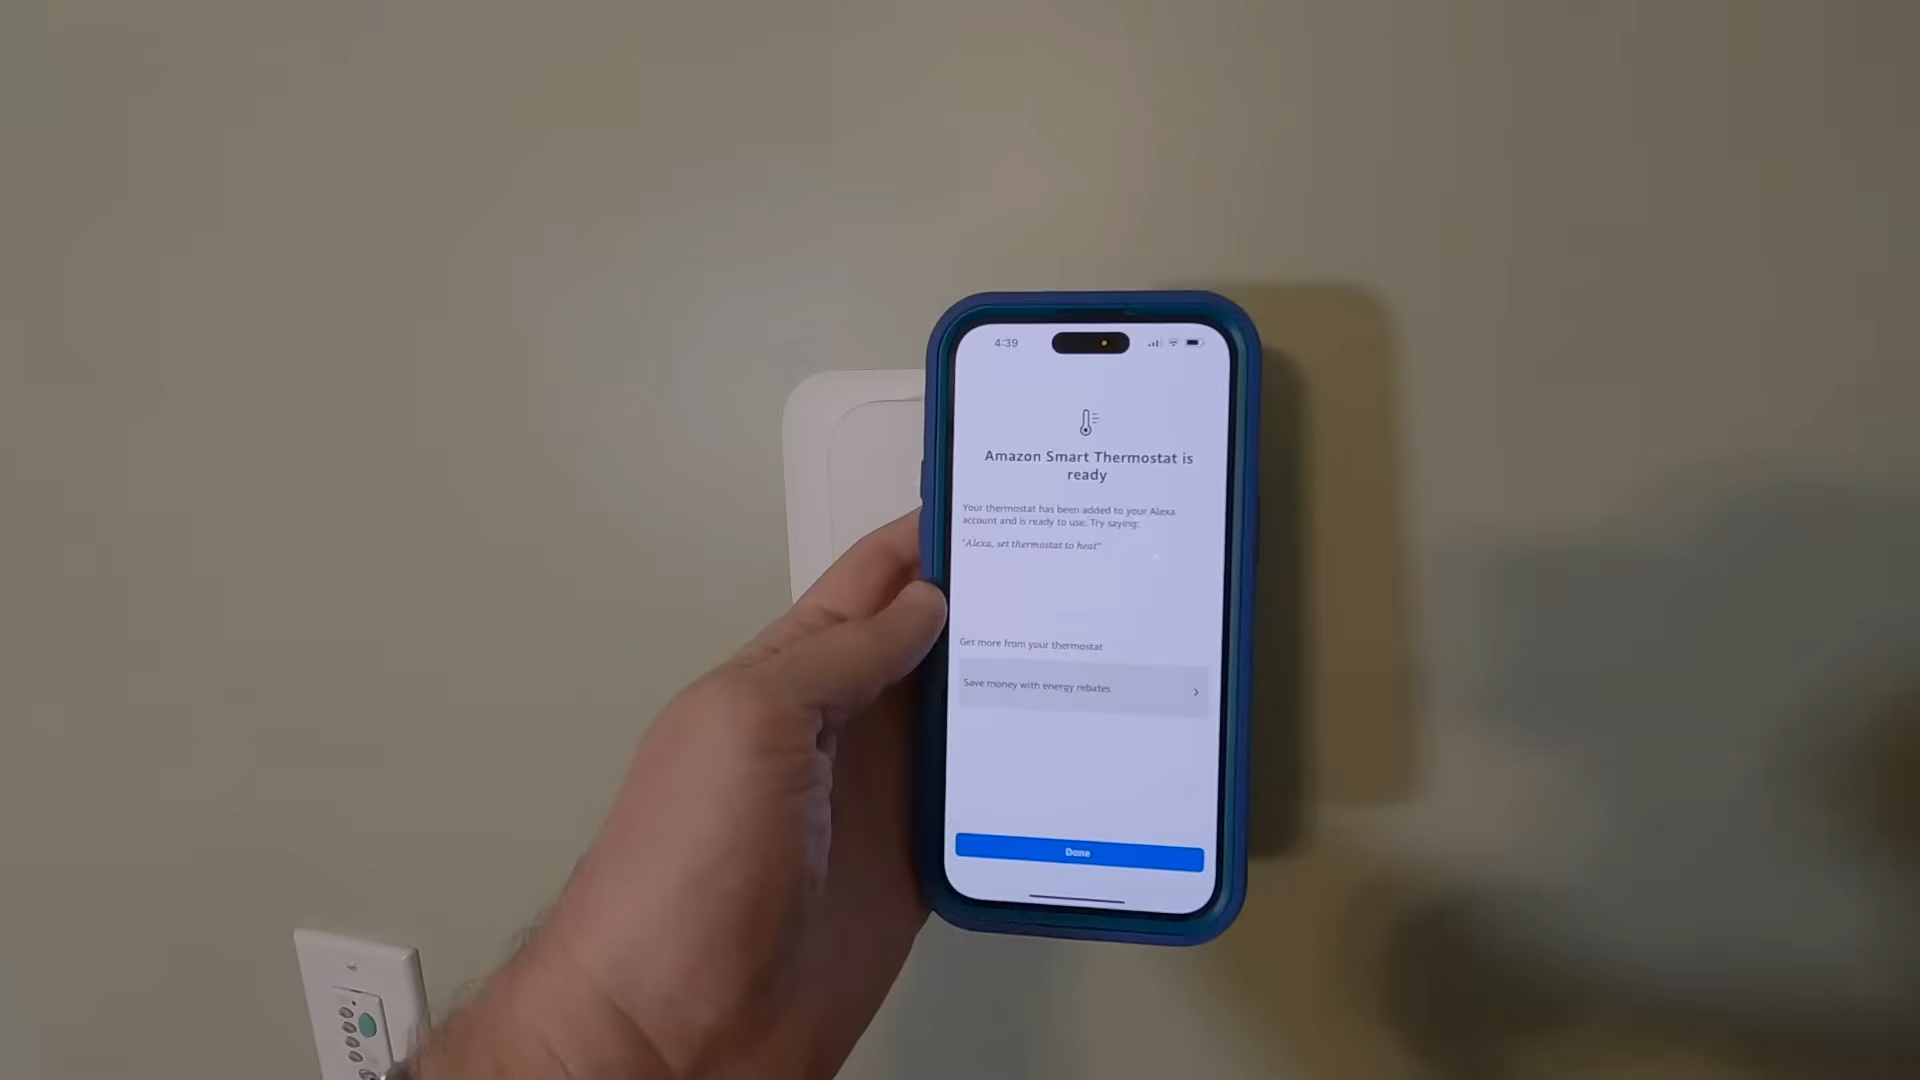 4:39
Amazon Smart Thermostat is
ready
Your thermostat has been added to your Alexa
account and is ready to use. Try saying:
"Alexa, set thermostat to heat"
Get more from your thermostat
Save money with energy rebates
Done